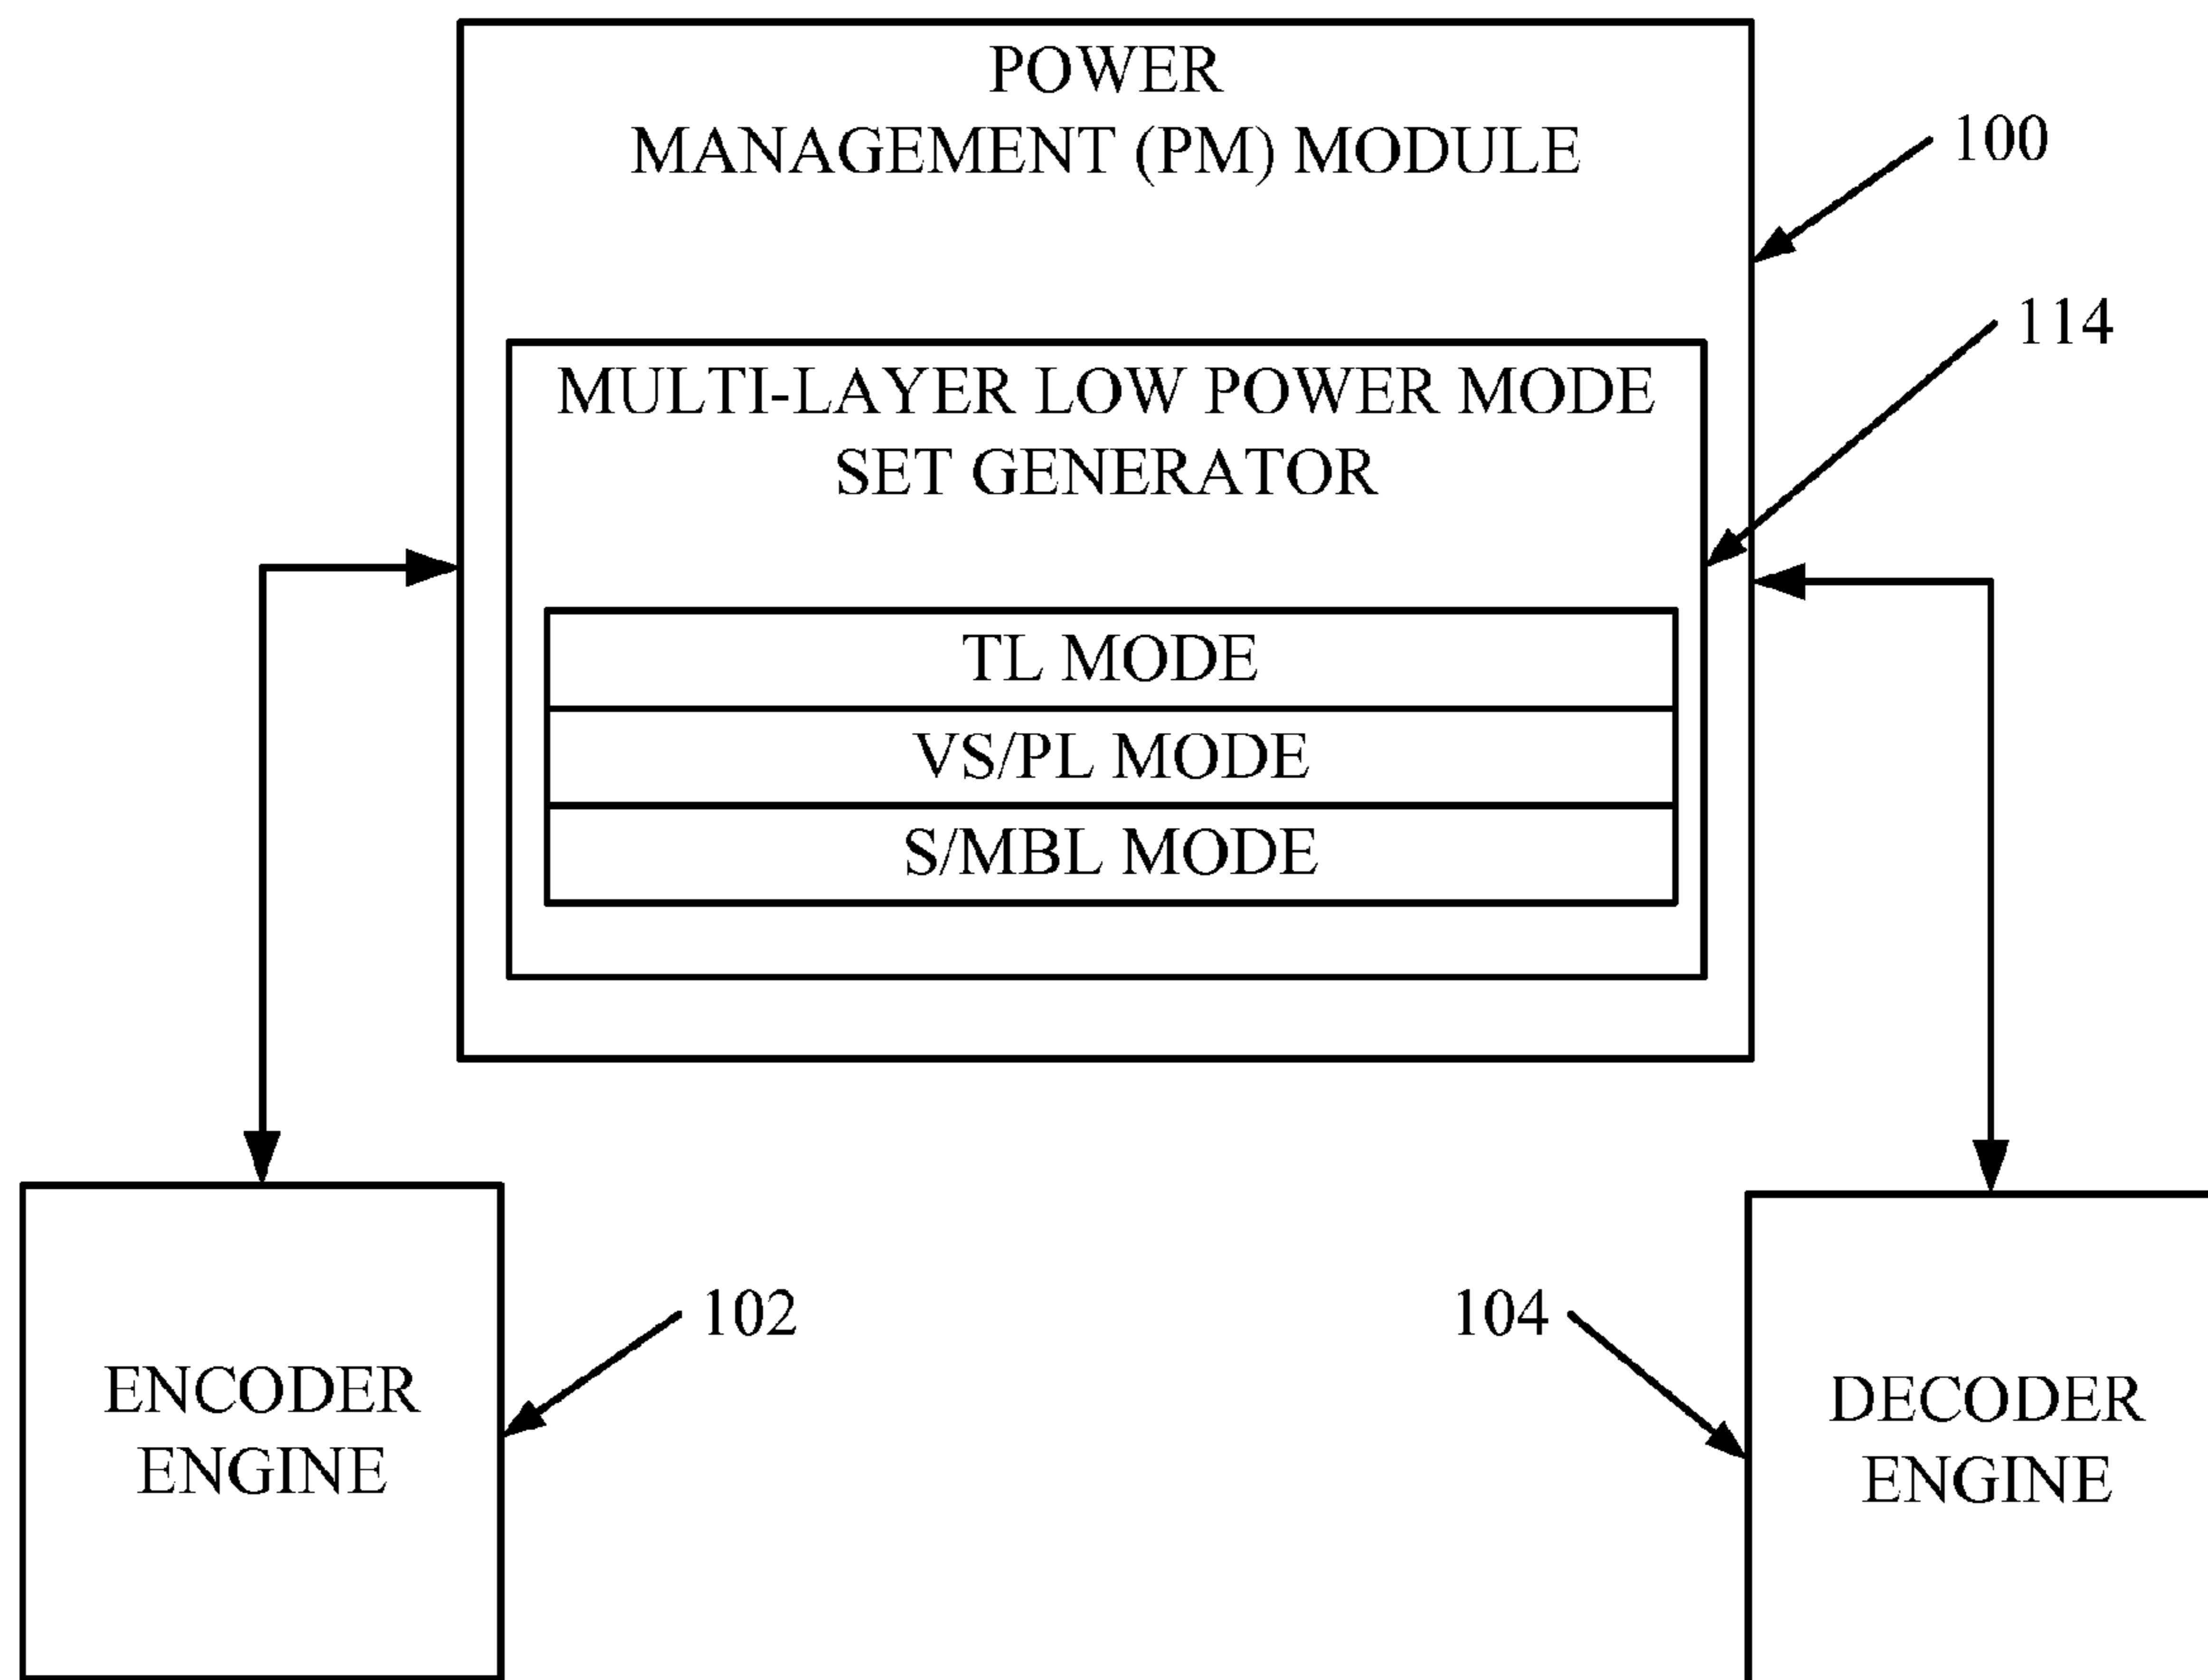 POWER
MANAGEMENT (PM) MODULE
100
114
MULTI-LAYER LOW POWER MODE
SET GENERATOR
TL MODE
VS/PL MODE
S/MBL MODE
102
104
ENCODER
ENGINE
DECODER
ENGINE